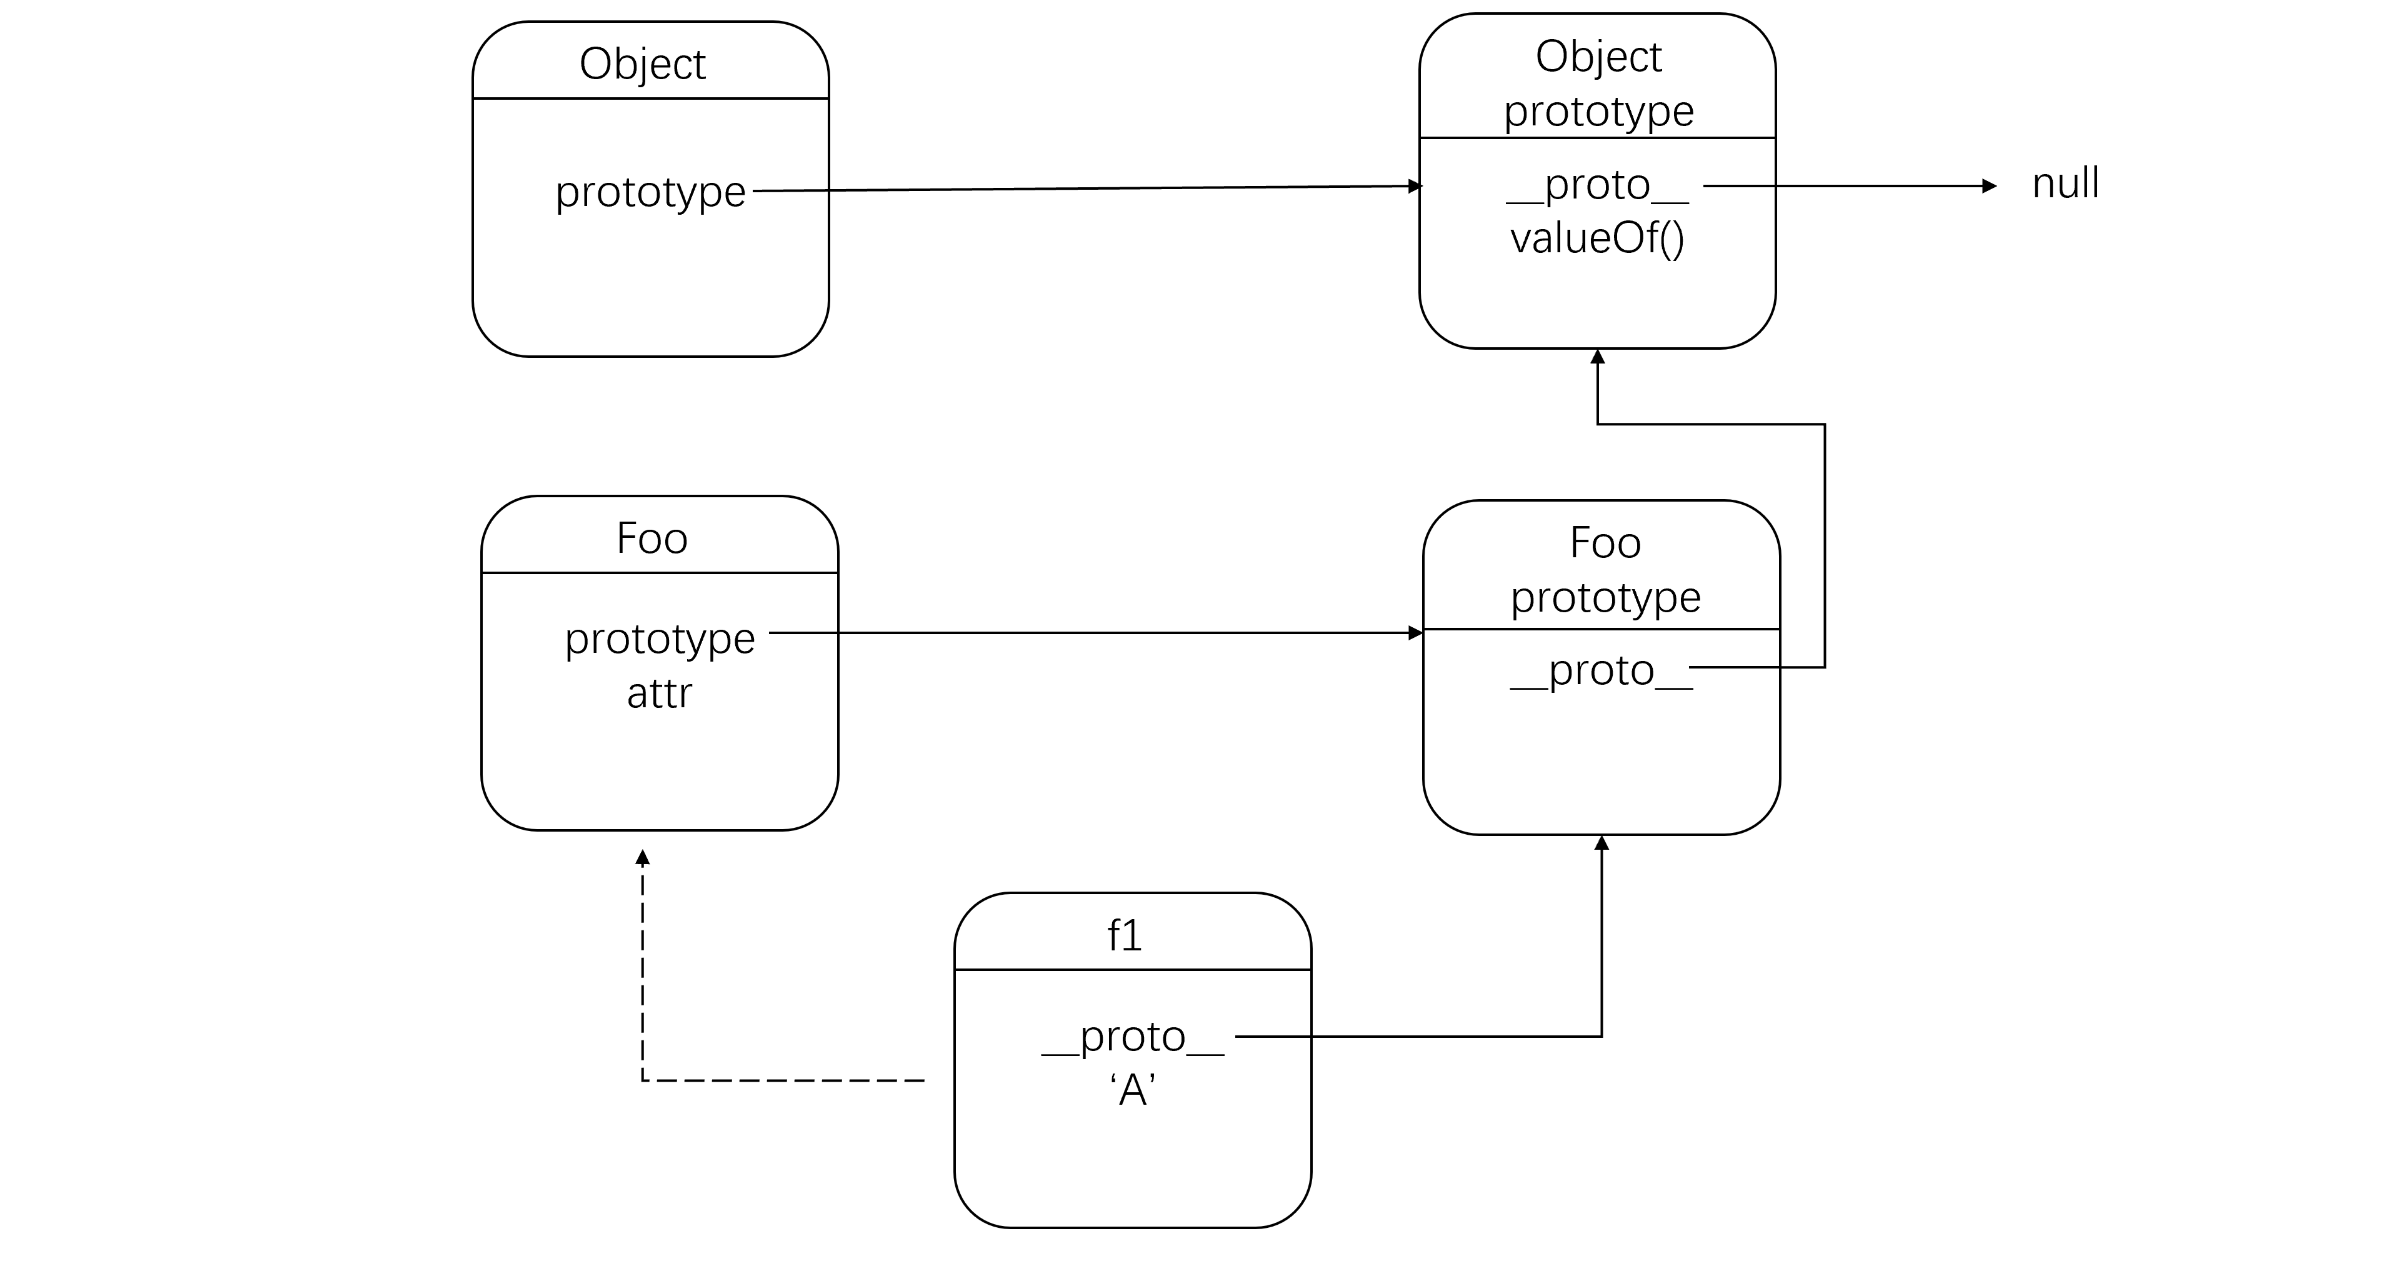 Object
prototype
Object
prototype
__proto__
valueOf()
null
Foo
prototype
attr
Foo
prototype
__proto__
f1
__proto__
‘A’